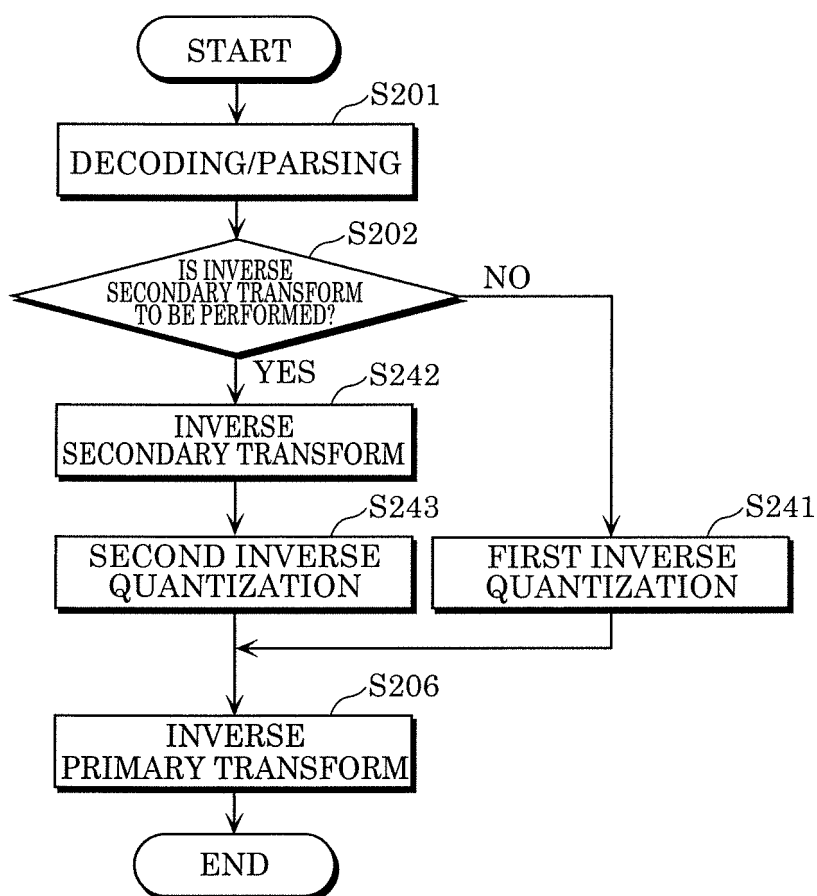 START
S201
DECODING/PARSING
S202
IS INVERSE
SECONDARY TRANSFORM
TO BE PERFORMED?
NO
YES
S242
INVERSE
SECONDARY TRANSFORM
S243
SECOND INVERSE
QUANTIZATION
S241
FIRST INVERSE
QUANTIZATION
S206
INVERSE
PRIMARY TRANSFORM
END